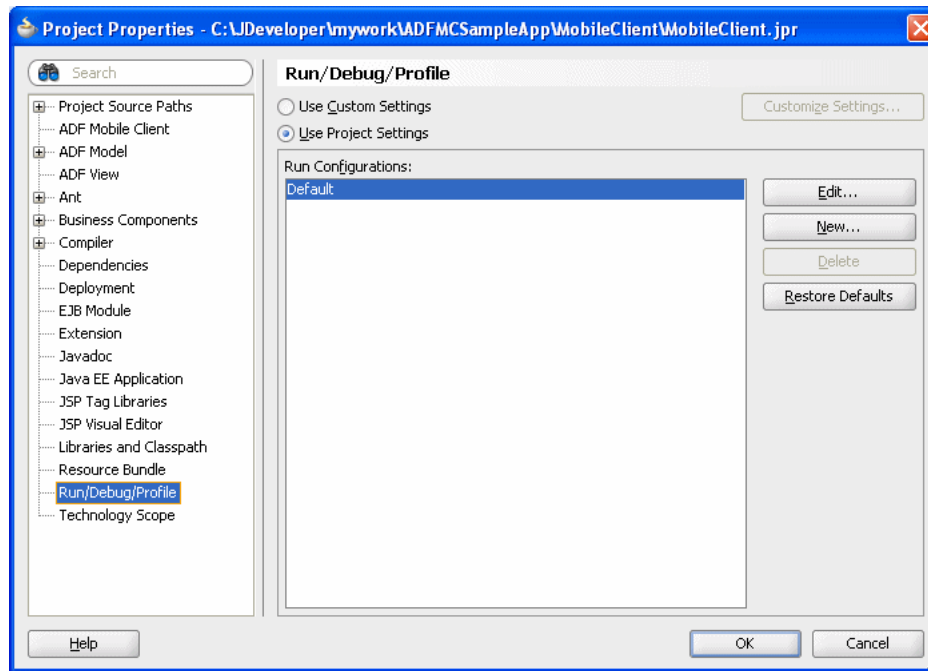 Project Properties - C:\JDeveloper\mywork\ADFMCSampleApp\MobileClient\MobileClient.jpr
Search
Project Source Paths
ADF Mobile Client
ADF Model
ADF View
Ant
Business Components
Compiler
Dependencies
Deployment
EJB Module
Extension
Javadoc
Java EE Application
JSP Tag Libraries
JSP Visual Editor
Libraries and Classpath
Resource Bundle
Run/Debug/Profile
Technology Scope
Run/Debug/Profile
Use Custom Settings
Customize Settings...
Use Project Settings
Run Configurations:
Default
Edit...
New...
Delete
Restore Defaults
Help
OK
Cancel